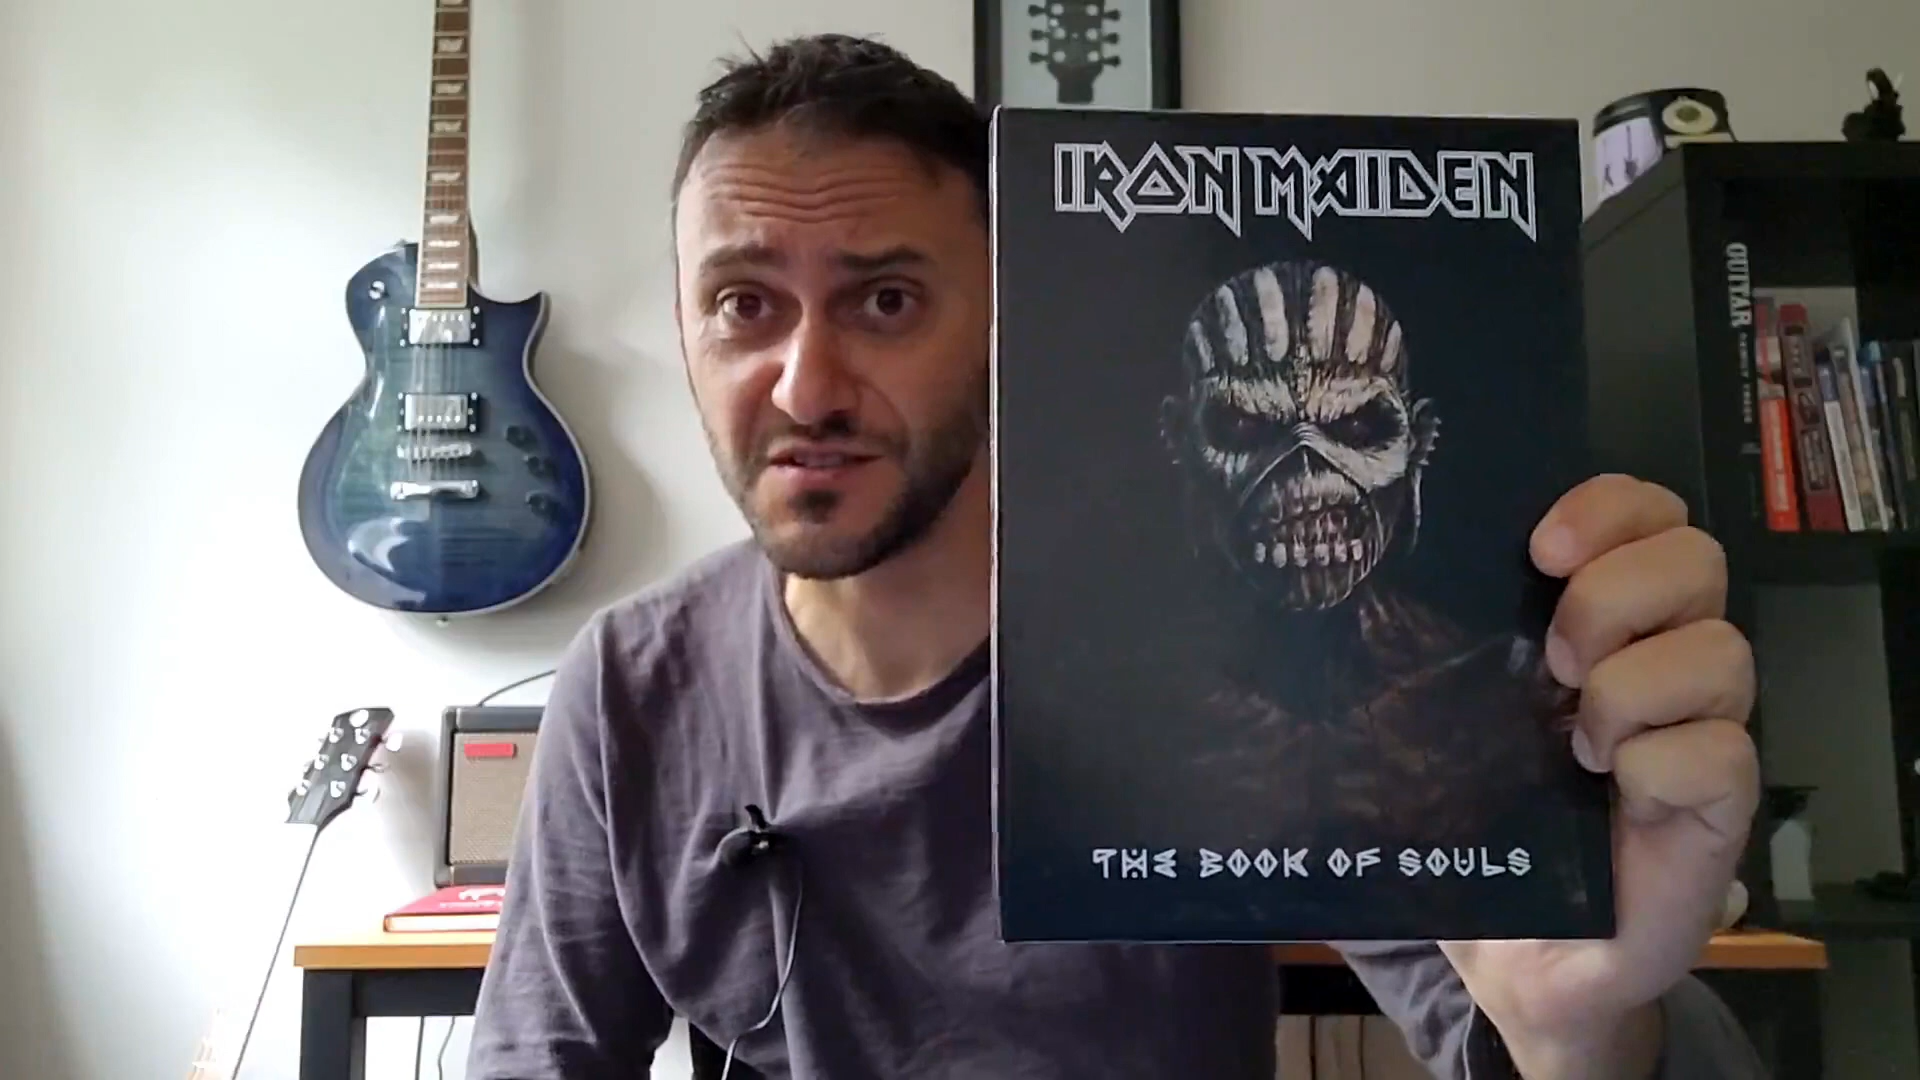 IRON MAIDEN
THE BOOK OF SOULS
GUITAR